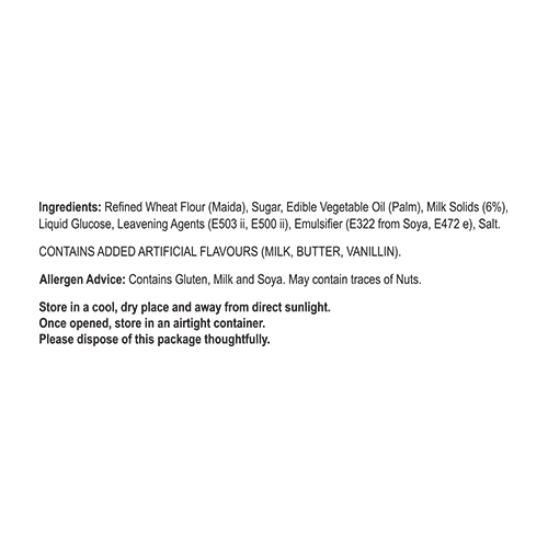 Ingredients: Refined Wheat Flour (Maida), Sugar, Edible Vegetable Oil (Palm), Milk Solids (6%),
Liquid Glucose, Leavening Agents (E503 ii, E500 ii), Emulsifier (E322 from Soya, E472 e), Salt.
CONTAINS ADDED ARTIFICIAL FLAVOURS (MILK, BUTTER, VANILLIN).
Allergen Advice: Contains Gluten, Milk and Soya. May contain traces of Nuts.
Store in a cool, dry place and away from direct sunlight.
Once opened, store in an airtight container.
Please dispose of this package thoughtfully.